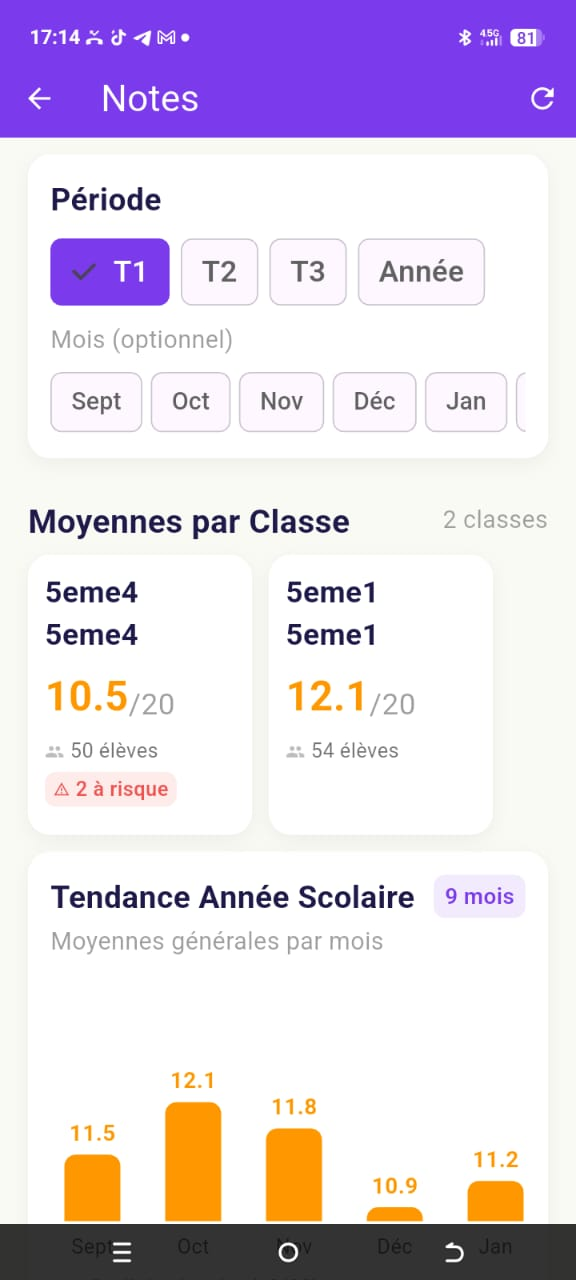 17:14
4.5G
81
Notes
Période
T1 T2 T3 Année
Mois (optionnel)
Sept Oct Nov Déc Jan
Moyennes par Classe 2 classes
5eme4
5eme4
10.5/20
50 élèves
2 à risque
5eme1
5eme1
12.1/20
54 élèves
Tendance Année Scolaire 9 mois
Moyennes générales par mois
11.5 12.1 11.8 10.9 11.2
Sept Oct Nov Déc Jan